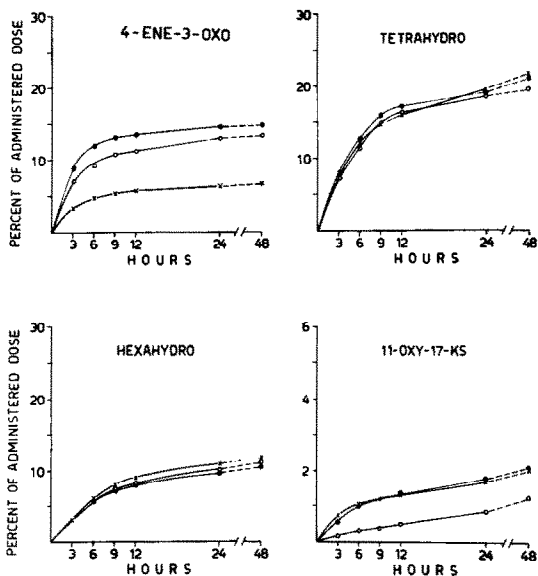 4-ENE-3-OXO
PERCENT OF ADMINISTERED DOSE
30
20
10
3 6 9 12 24 48
HOURS
TETRAHYDRO
30
20
10
3 6 9 12 24 48
HOURS
HEXAHYDRO
PERCENT OF ADMINISTERED DOSE
30
20
10
3 6 9 12 24 48
HOURS
11-OXY-17-KS
6
4
2
3 6 9 12 24 48
HOURS